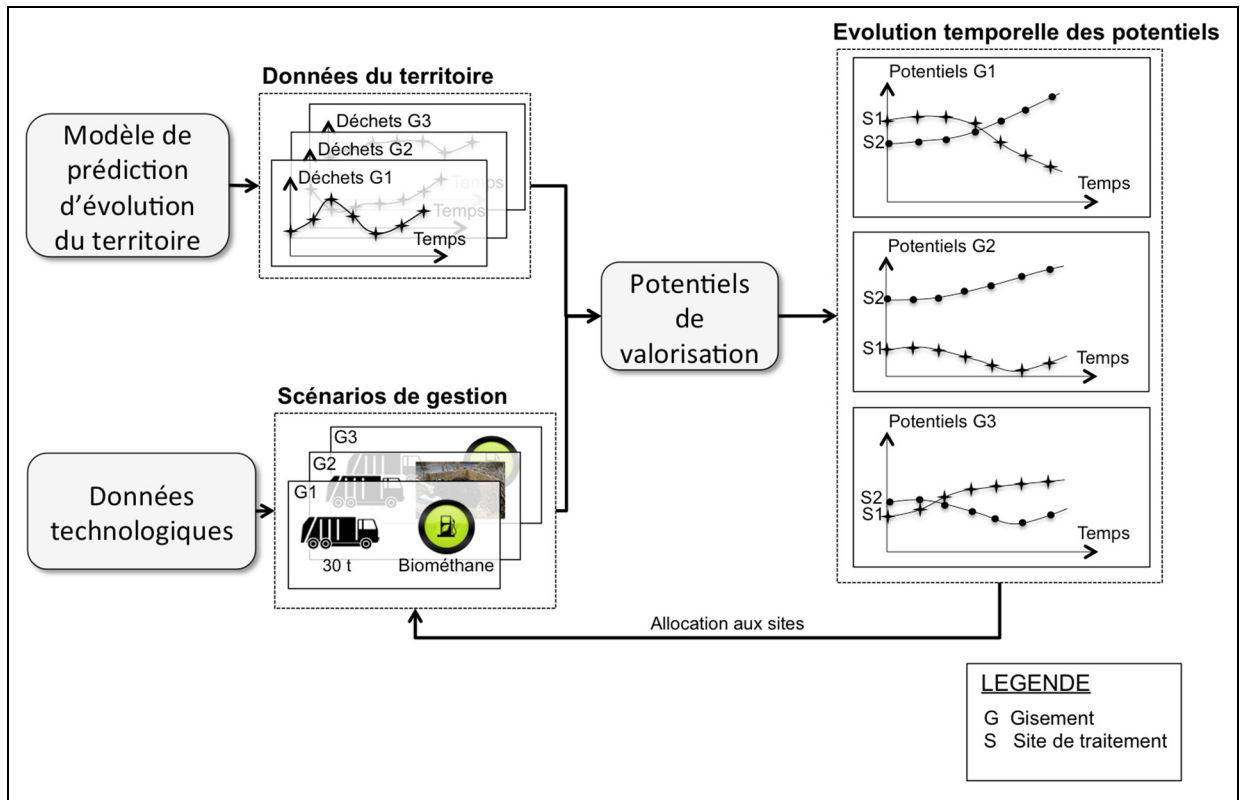 Evolution temporelle des potentiels
Données du territoire
Modèle de
prédiction
d'évolution
du territoire
Déchets G3
Déchets G2
Déchets G1
Temps
Temps
Temps
Potentiels G1
S1
S2
Temps
Potentiels G2
S2
S1
Temps
Potentiels
de
valorisation
Scénarios de gestion
Données
technologiques
G3
G2
G1
30 t
Biométhane
Potentiels G3
S2
S1
Temps
Allocation aux sites
LEGENDE
G Gisement
S Site de traitement